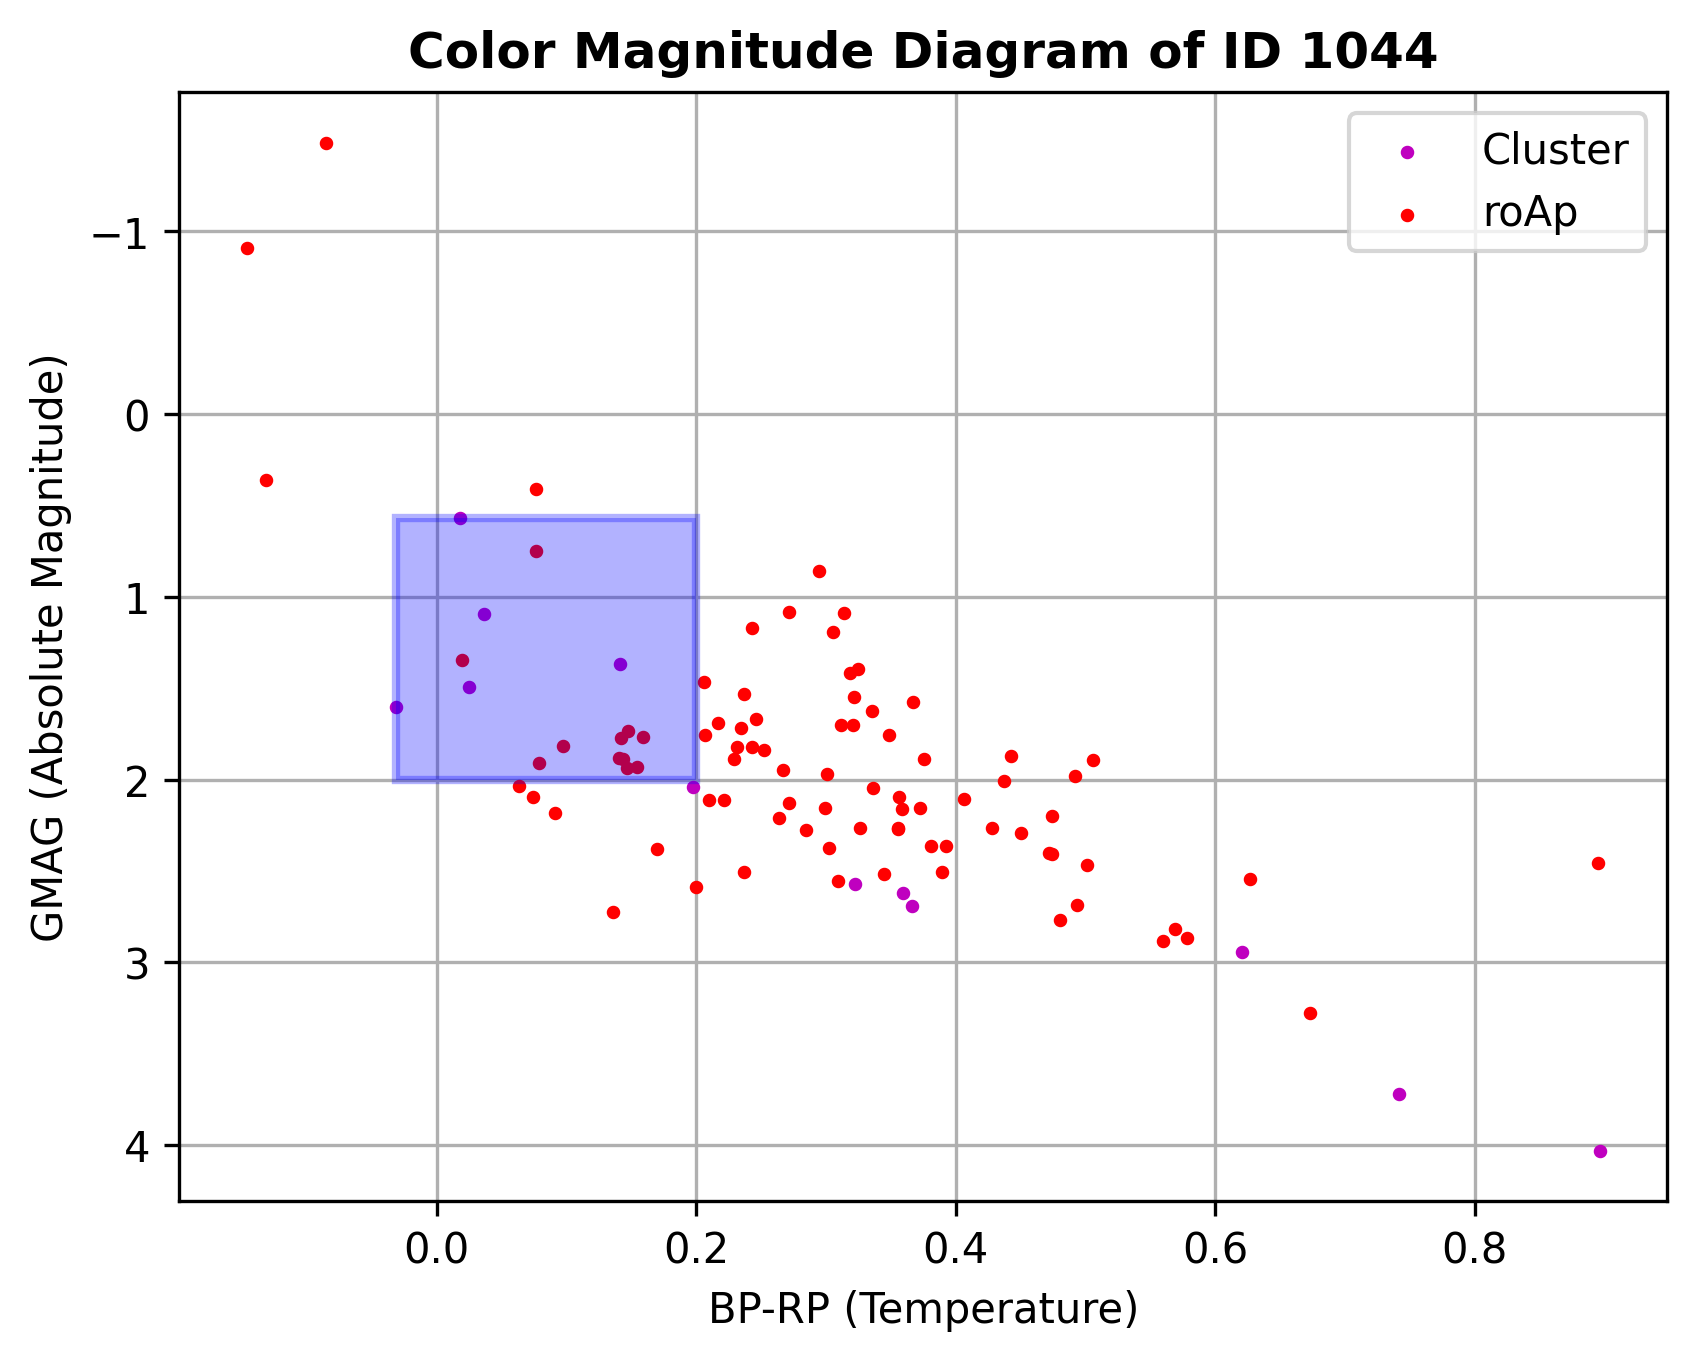 Color Magnitude Diagram of ID 1044
Cluster
roAp
−1
0
1
2
3
4
GMAG (Absolute Magnitude)
0.0 0.2 0.4 0.6 0.8
BP-RP (Temperature)